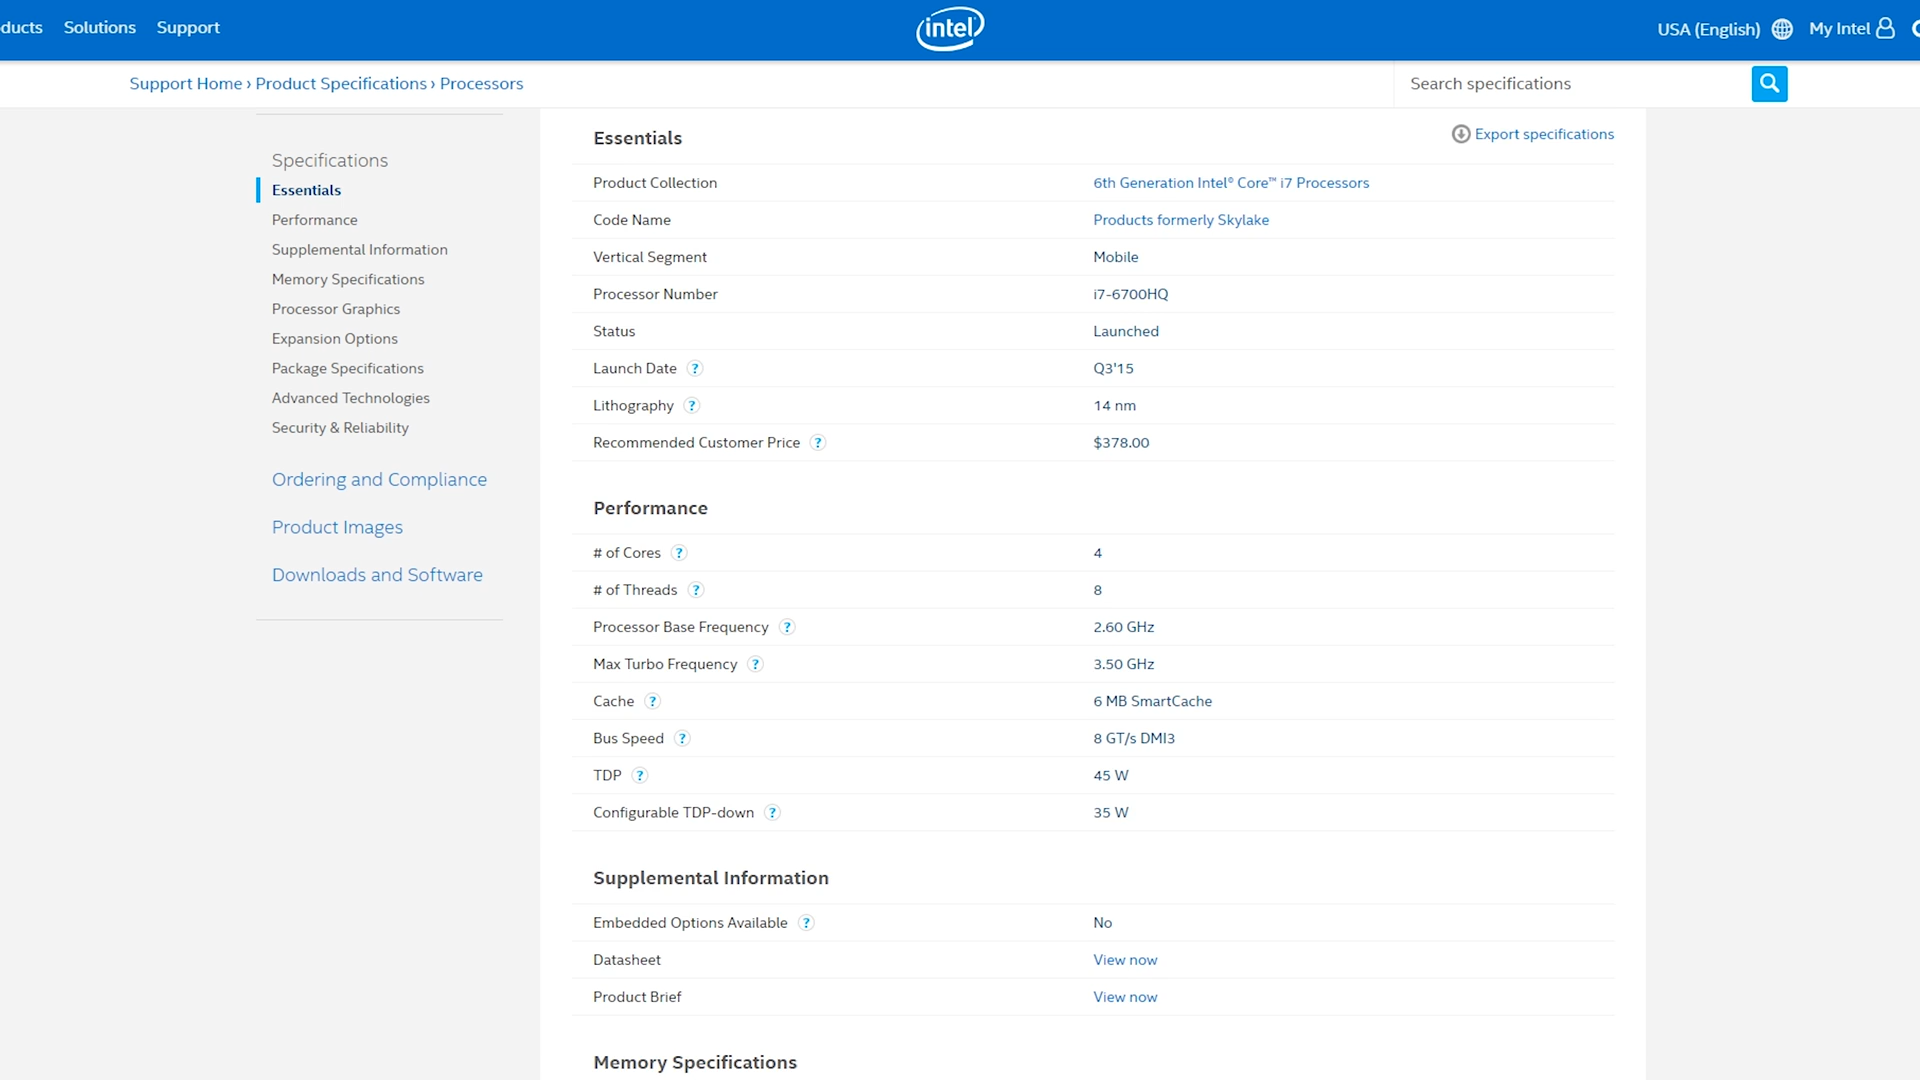 Solutions
Support
intel
USA (English)
My Intel
Support Home › Product Specifications › Processors
Search specifications
Specifications
Essentials
Performance
Supplemental Information
Memory Specifications
Processor Graphics
Expansion Options
Package Specifications
Advanced Technologies
Security & Reliability
Ordering and Compliance
Product Images
Downloads and Software
Essentials
Export specifications
Product Collection 6th Generation Intel® Core™ i7 Processors
Code Name Products formerly Skylake
Vertical Segment Mobile
Processor Number i7-6700HQ
Status Launched
Launch Date ? Q3'15
Lithography ? 14 nm
Recommended Customer Price ? $378.00
Performance
# of Cores ? 4
# of Threads ? 8
Processor Base Frequency ? 2.60 GHz
Max Turbo Frequency ? 3.50 GHz
Cache ? 6 MB SmartCache
Bus Speed ? 8 GT/s DMI3
TDP ? 45 W
Configurable TDP-down ? 35 W
Supplemental Information
Embedded Options Available ? No
Datasheet View now
Product Brief View now
Memory Specifications